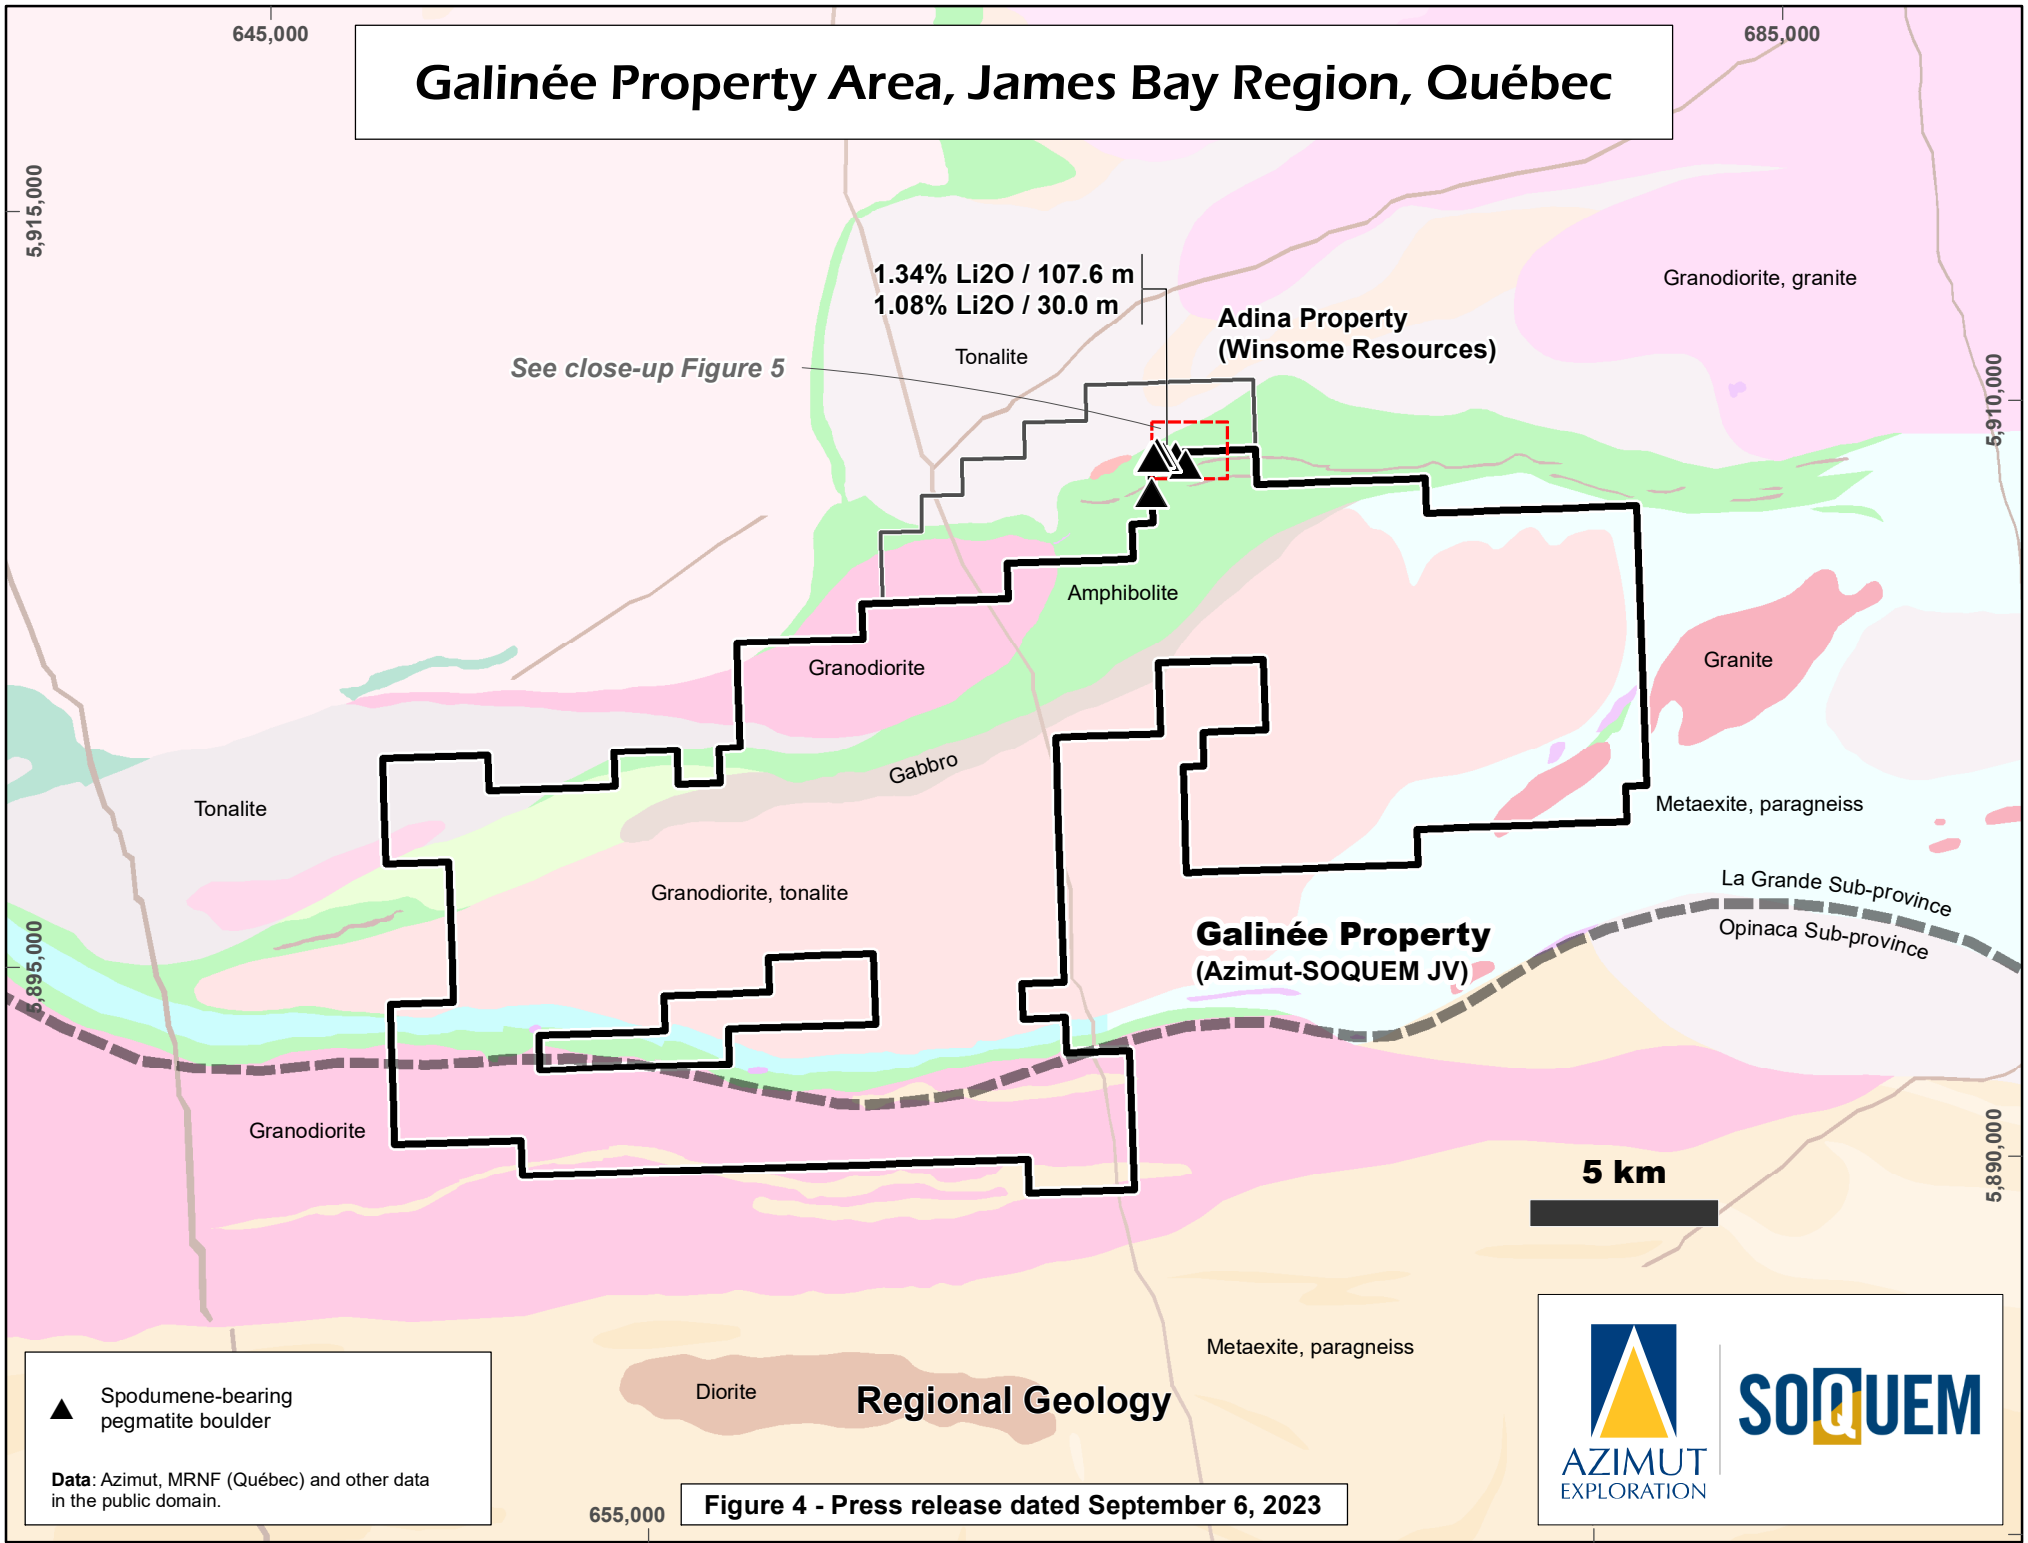 645,000
685,000
Galinée Property Area, James Bay Region, Québec
5,915,000
1.34% Li2O / 107.6 m
1.08% Li2O / 30.0 m
Granodiorite, granite
Adina Property
(Winsome Resources)
Tonalite
See close-up Figure 5
5,910,000
Amphibolite
Granodiorite
Granite
Gabbro
Tonalite
Metaexite, paragneiss
Granodiorite, tonalite
La Grande Sub-province
Opinaca Sub-province
Galinée Property
(Azimut-SOQUEM JV)
5,895,000
Granodiorite
5,890,000
5 km
Metaexite, paragneiss
Diorite
Regional Geology
Spodumene-bearing
pegmatite boulder
Data: Azimut, MRNF (Québec) and other data
in the public domain.
AZIMUT
EXPLORATION
SOQUEM
655,000
Figure 4 - Press release dated September 6, 2023